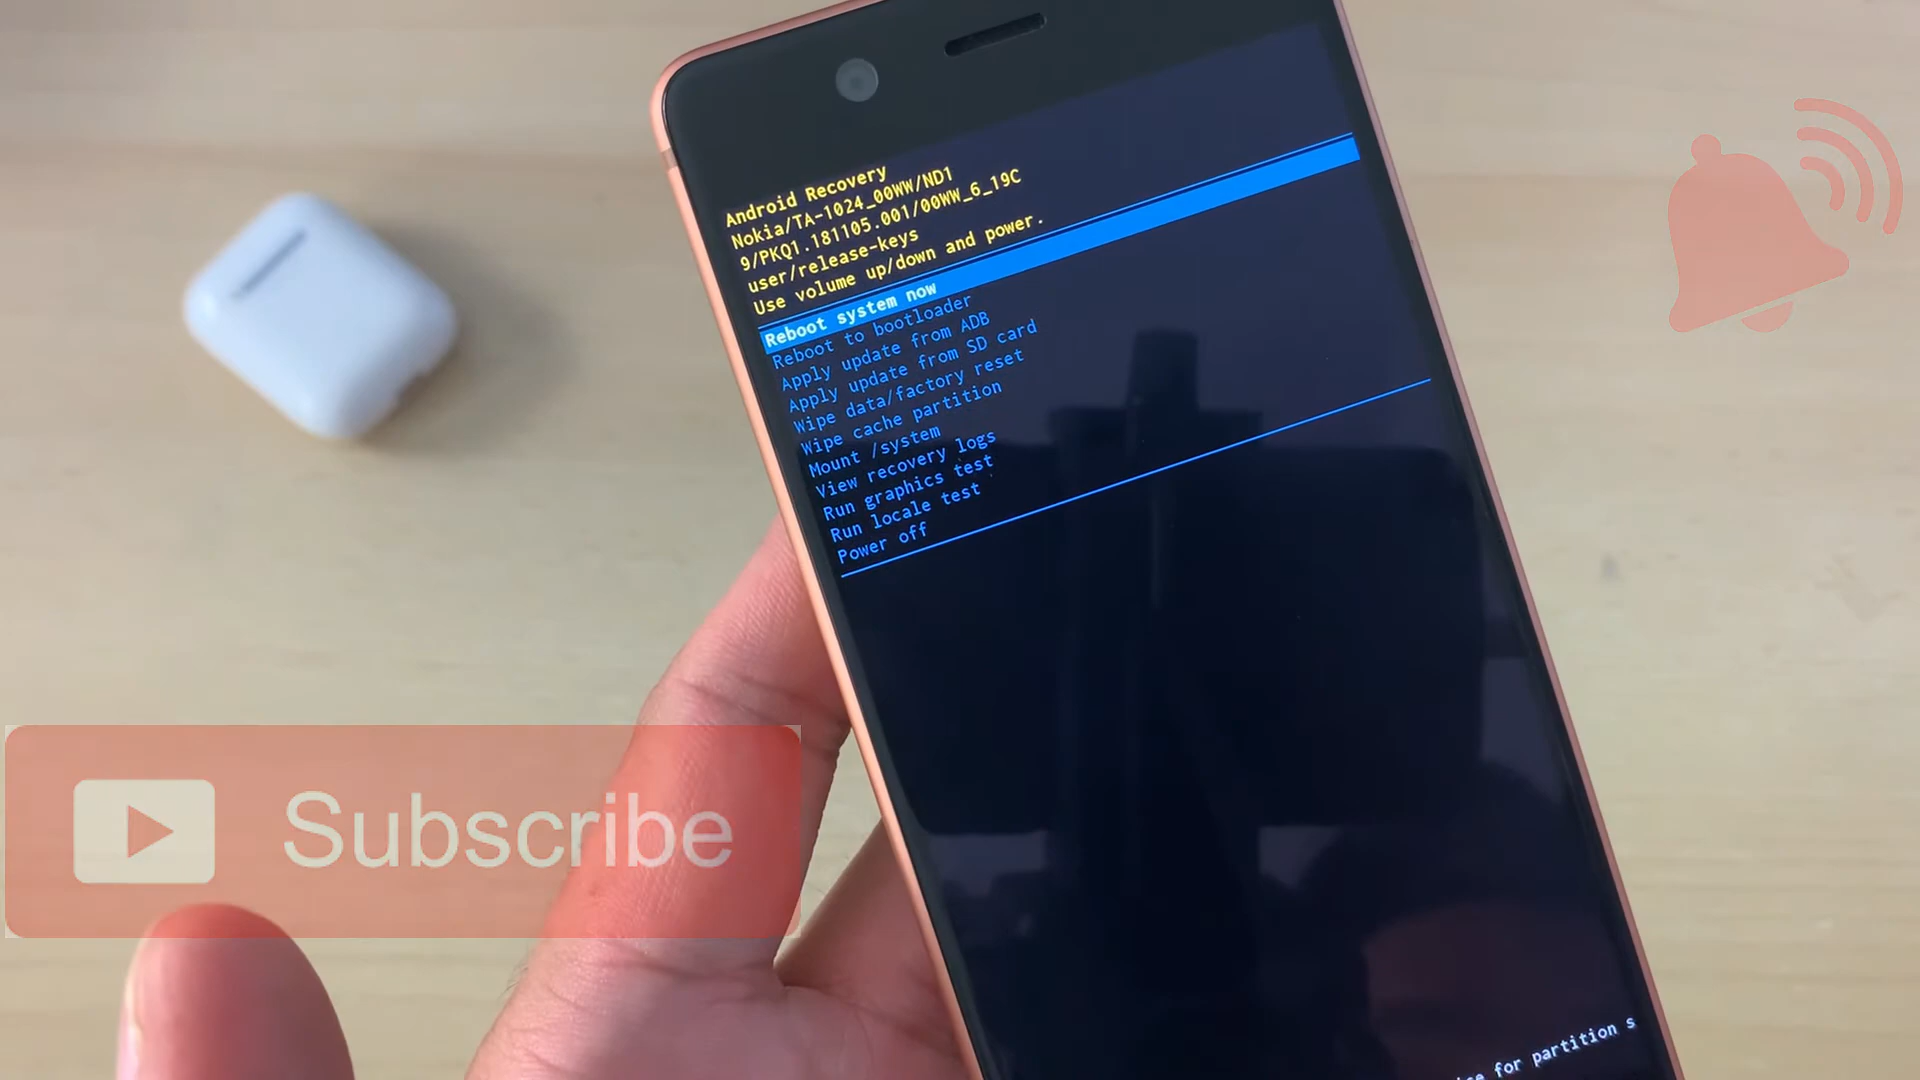 Android Recovery
Nokia/TA-1024_00WW/ND1
9/PKQ1.181105.001/00WW_6_19C
user/release-keys
Use volume up/down and power.
Reboot system now
Reboot to bootloader
Apply update from ADB
Apply update from SD card
Wipe data/factory reset
Wipe cache partition
Mount /system
View recovery logs
Run graphics test
Run locale test
Power off
for partition s
Subscribe